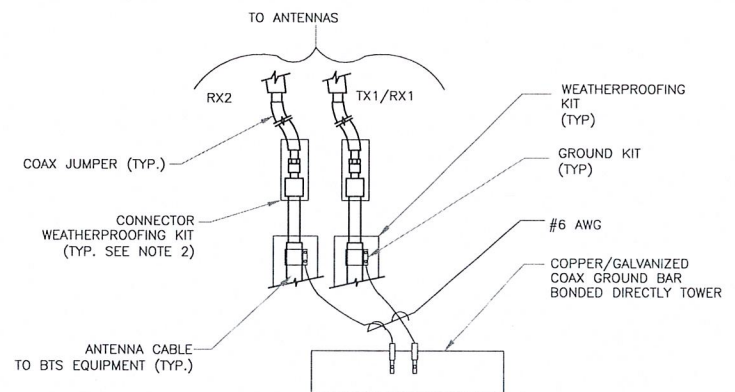 TO ANTENNAS
RX2
TX1/RX1
WEATHERPROOFING
KIT
(TYP)
COAX JUMPER (TYP.)
GROUND KIT
(TYP)
CONNECTOR
WEATHERPROOFING KIT
(TYP. SEE NOTE 2)
#6 AWG
COPPER/GALVANIZED
COAX GROUND BAR
BONDED DIRECTLY TOWER
ANTENNA CABLE
TO BTS EQUIPMENT (TYP.)